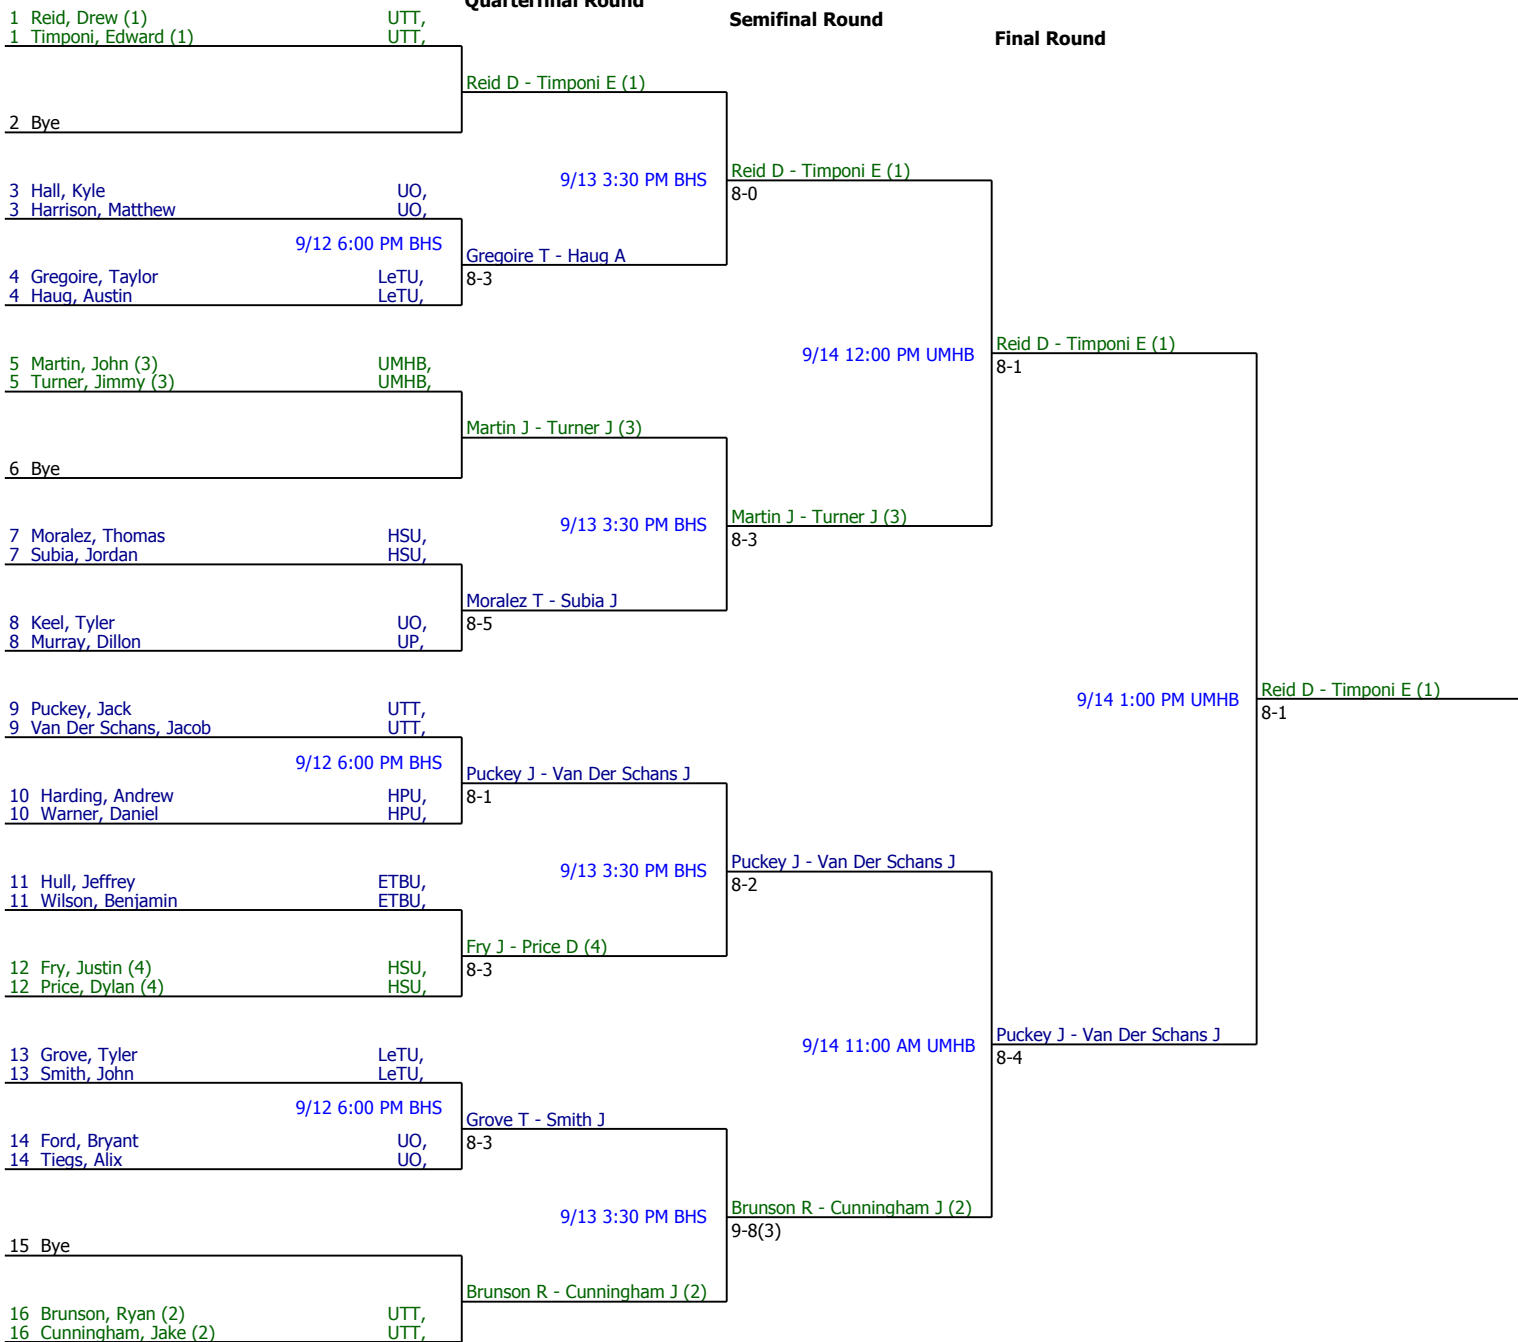 Quarterfinal Round
Semifinal Round
Final Round
1 Reid, Drew (1) UTT,
1 Timponi, Edward (1) UTT,
Reid D - Timponi E (1)
2 Bye
9/13 3:30 PM BHS
Reid D - Timponi E (1)
8-0
3 Hall, Kyle UO,
3 Harrison, Matthew UO,
9/12 6:00 PM BHS
Gregoire T - Haug A
8-3
4 Gregoire, Taylor LeTU,
4 Haug, Austin LeTU,
9/14 12:00 PM UMHB
Reid D - Timponi E (1)
8-1
5 Martin, John (3) UMHB,
5 Turner, Jimmy (3) UMHB,
Martin J - Turner J (3)
6 Bye
9/13 3:30 PM BHS
Martin J - Turner J (3)
8-3
7 Moralez, Thomas HSU,
7 Subia, Jordan HSU,
Moralez T - Subia J
8-5
8 Keel, Tyler UO,
8 Murray, Dillon UP,
9/14 1:00 PM UMHB
Reid D - Timponi E (1)
8-1
9 Puckey, Jack UTT,
9 Van Der Schans, Jacob UTT,
9/12 6:00 PM BHS
Puckey J - Van Der Schans J
8-1
10 Harding, Andrew HPU,
10 Warner, Daniel HPU,
9/13 3:30 PM BHS
Puckey J - Van Der Schans J
8-2
11 Hull, Jeffrey ETBU,
11 Wilson, Benjamin ETBU,
Fry J - Price D (4)
8-3
12 Fry, Justin (4) HSU,
12 Price, Dylan (4) HSU,
9/14 11:00 AM UMHB
Puckey J - Van Der Schans J
8-4
13 Grove, Tyler LeTU,
13 Smith, John LeTU,
9/12 6:00 PM BHS
Grove T - Smith J
8-3
14 Ford, Bryant UO,
14 Tiegs, Alix UO,
9/13 3:30 PM BHS
Brunson R - Cunningham J (2)
9-8(3)
15 Bye
Brunson R - Cunningham J (2)
16 Brunson, Ryan (2) UTT,
16 Cunningham, Jake (2) UTT,